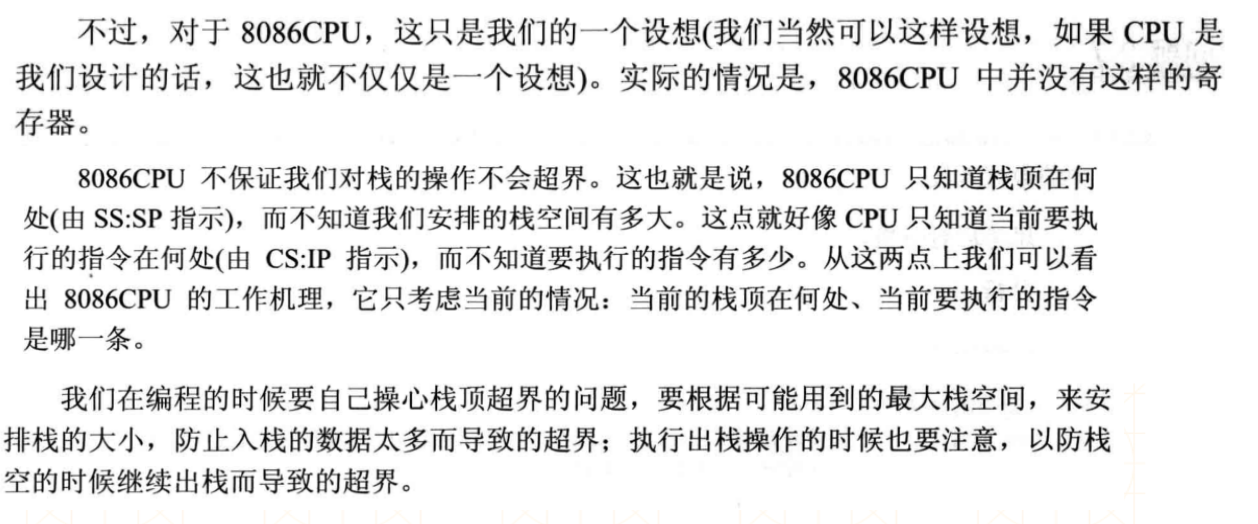 不过，对于 8086CPU，这只是我们的一个设想(我们当然可以这样设想，如果 CPU 是
我们设计的话，这也就不仅仅是一个设想)。实际的情况是，8086CPU 中并没有这样的寄
存器。
8086CPU 不保证我们对栈的操作不会超界。这也就是说，8086CPU 只知道栈顶在何
处(由 SS:SP 指示)，而不知道我们安排的栈空间有多大。这点就好像 CPU 只知道当前要执
行的指令在何处(由 CS:IP 指示)，而不知道要执行的指令有多少。从这两点上我们可以看
出 8086CPU 的工作机理，它只考虑当前的情况：当前的栈顶在何处、当前要执行的指令
是哪一条。
我们在编程的时候要自己操心栈顶超界的问题，要根据可能用到的最大栈空间，来安
排栈的大小，防止入栈的数据太多而导致的超界；执行出栈操作的时候也要注意，以防栈
空的时候继续出栈而导致的超界。